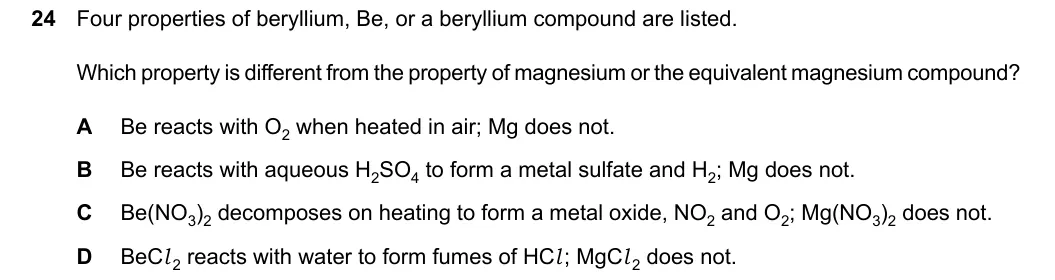 24 Four properties of beryllium, Be, or a beryllium compound are listed.
Which property is different from the property of magnesium or the equivalent magnesium compound?
A Be reacts with O₂ when heated in air; Mg does not.
B Be reacts with aqueous H₂SO₄ to form a metal sulfate and H₂; Mg does not.
C Be(NO₃)₂ decomposes on heating to form a metal oxide, NO₂ and O₂; Mg(NO₃)₂ does not.
D BeCl₂ reacts with water to form fumes of HCl; MgCl₂ does not.